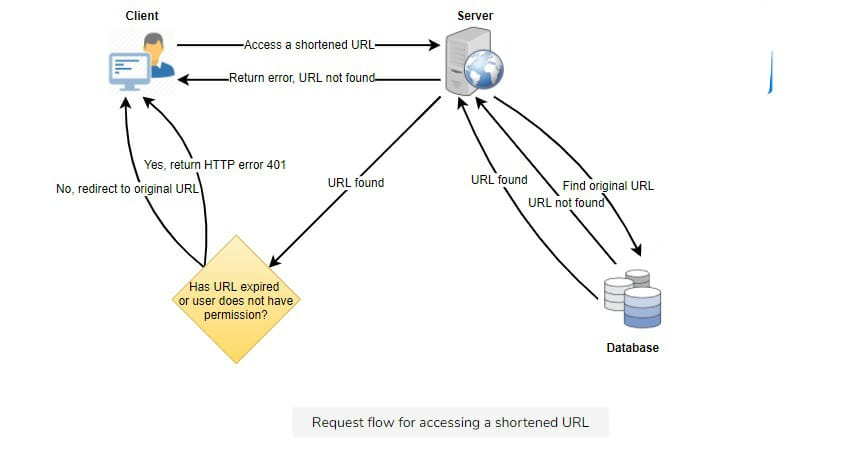 Client
Server
Access a shortened URL
Return error, URL not found
Yes, return HTTP error 401
No, redirect to original URL
URL found
URL found
Find original URL
URL not found
Has URL expired
or user does not have
permission?
Database
Request flow for accessing a shortened URL